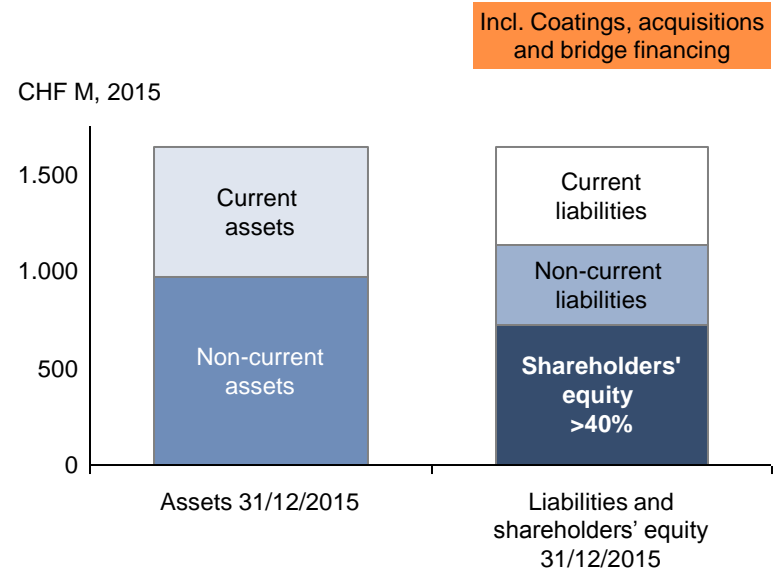 Incl. Coatings, acquisitions
and bridge financing
CHF M, 2015
1.500
1.000
500
0
Current
assets
Non-current
assets
Current
liabilities
Non-current
liabilities
Shareholders'
equity
>40%
Assets 31/12/2015
Liabilities and
shareholders’ equity
31/12/2015